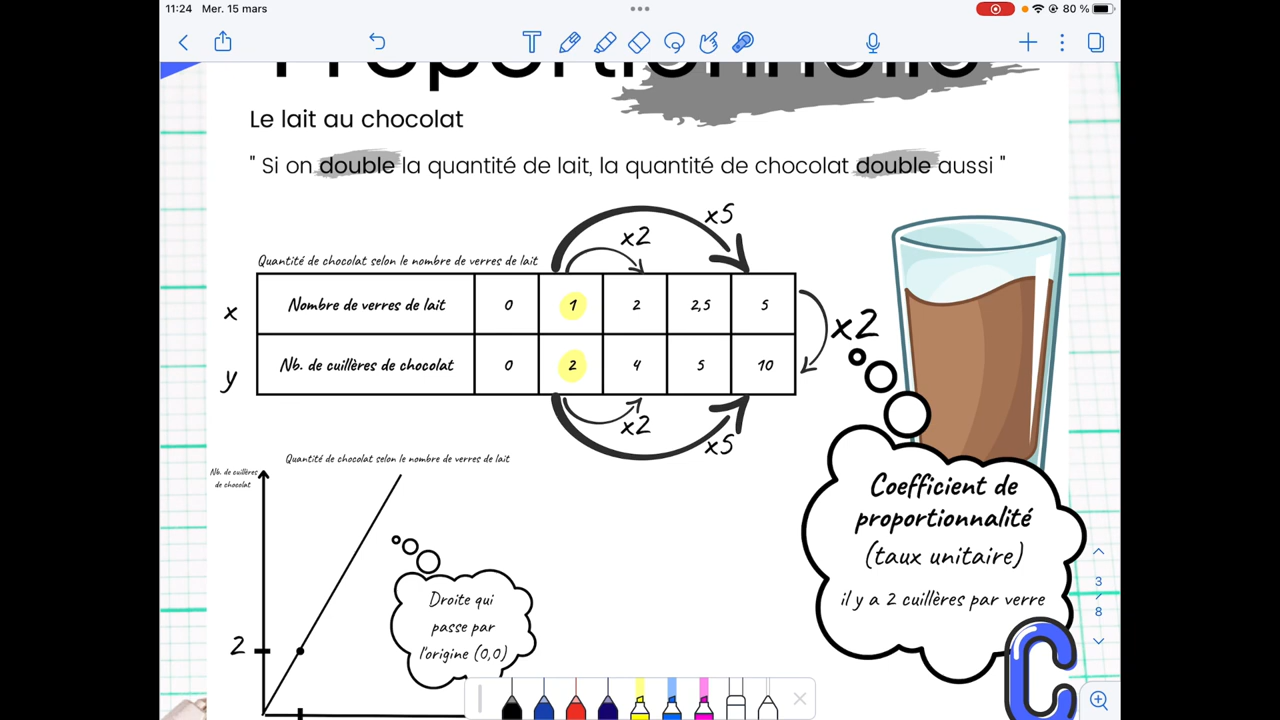 11:24 Mer. 15 mars
80 %
Proportionnelle
Le lait au chocolat
" Si on double la quantité de lait, la quantité de chocolat double aussi "
x5
x2
Quantité de chocolat selon le nombre de verres de lait
x Nombre de verres de lait 0 1 2 2,5 5
x2
y Nb. de cuillères de chocolat 0 2 4 5 10
x2
x5
Quantité de chocolat selon le nombre de verres de lait
Nb. de cuillères
de chocolat
Coefficient de
proportionnalité
(taux unitaire)
il y a 2 cuillères par verre
Droite qui
passe par
l'origine (0,0)
2
3
/
8
C